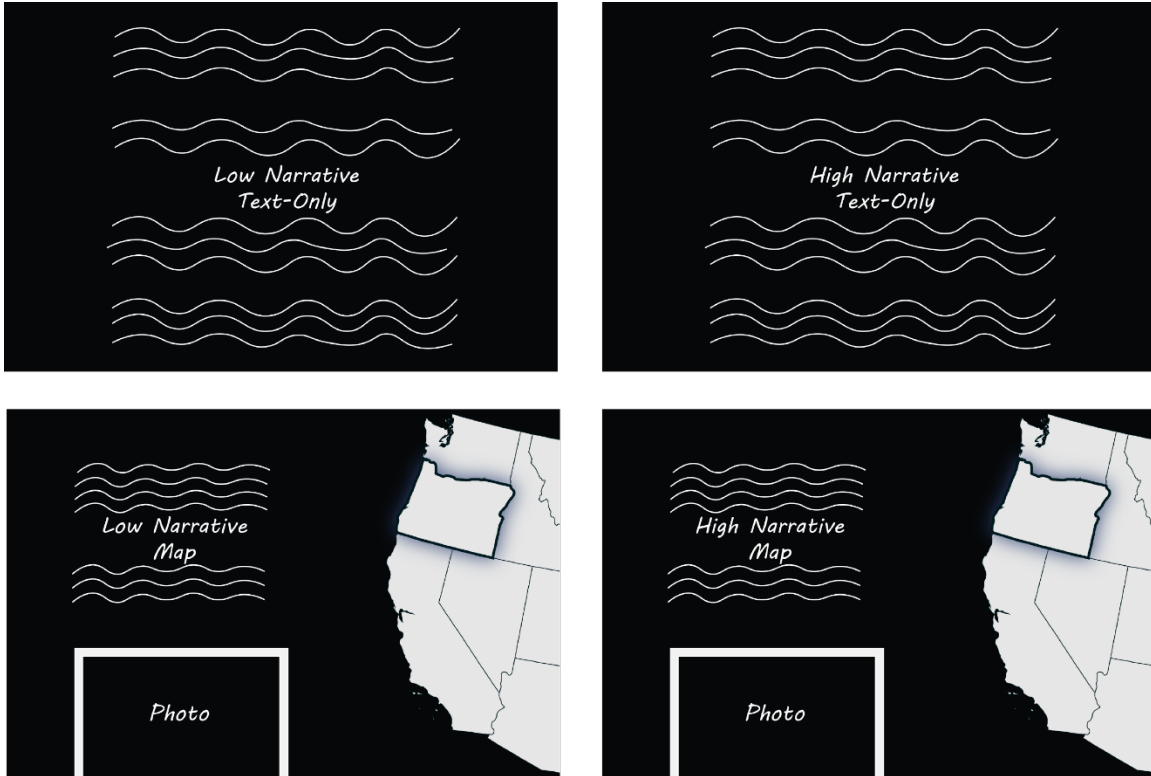 Low Narrative
Text-Only
High Narrative
Text-Only
Low Narrative
Map
Photo
High Narrative
Map
Photo